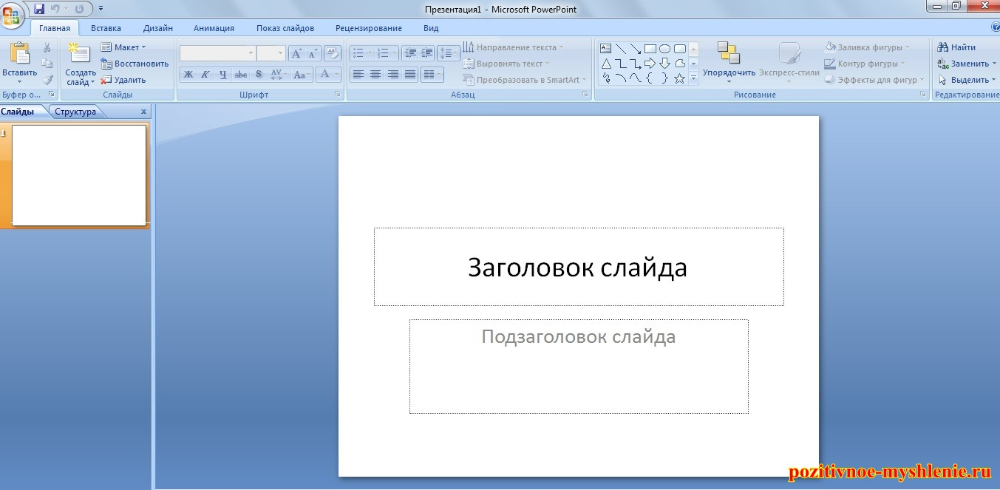 Презентация1 - Microsoft PowerPoint
Главная Вставка Дизайн Анимация Показ слайдов Рецензирование Вид
Вставить
Буфер о...
Создать слайд
Макет
Восстановить
Удалить
Слайды
Ж К Ч abc S AV Aa А
Шрифт
Направление текста
Выровнять текст
Преобразовать в SmartArt
Абзац
Упорядочить
Экспресс-стили
Заливка фигуры
Контур фигуры
Эффекты для фигур
Рисование
Найти
Заменить
Выделить
Редактирование
Слайды Структура x
1
Заголовок слайда
Подзаголовок слайда
pozitivnoe-myshlenie.ru